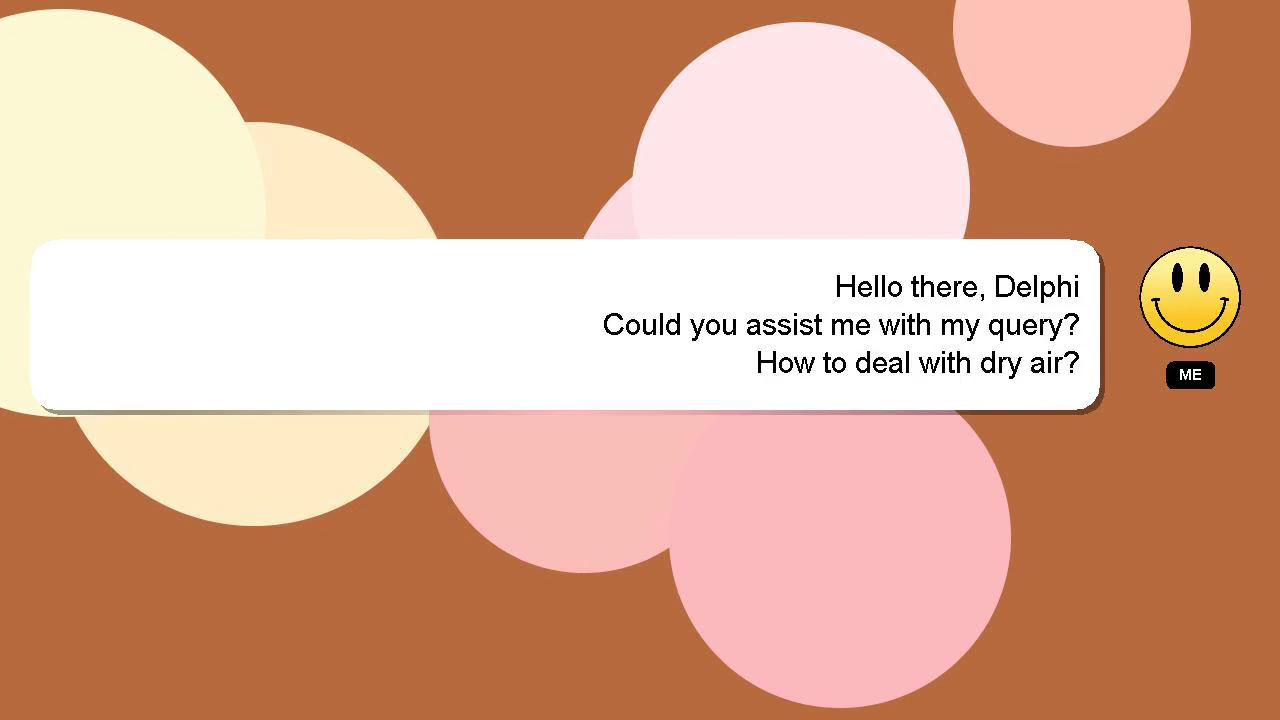 Hello there, Delphi
Could you assist me with my query?
How to deal with dry air?
ME